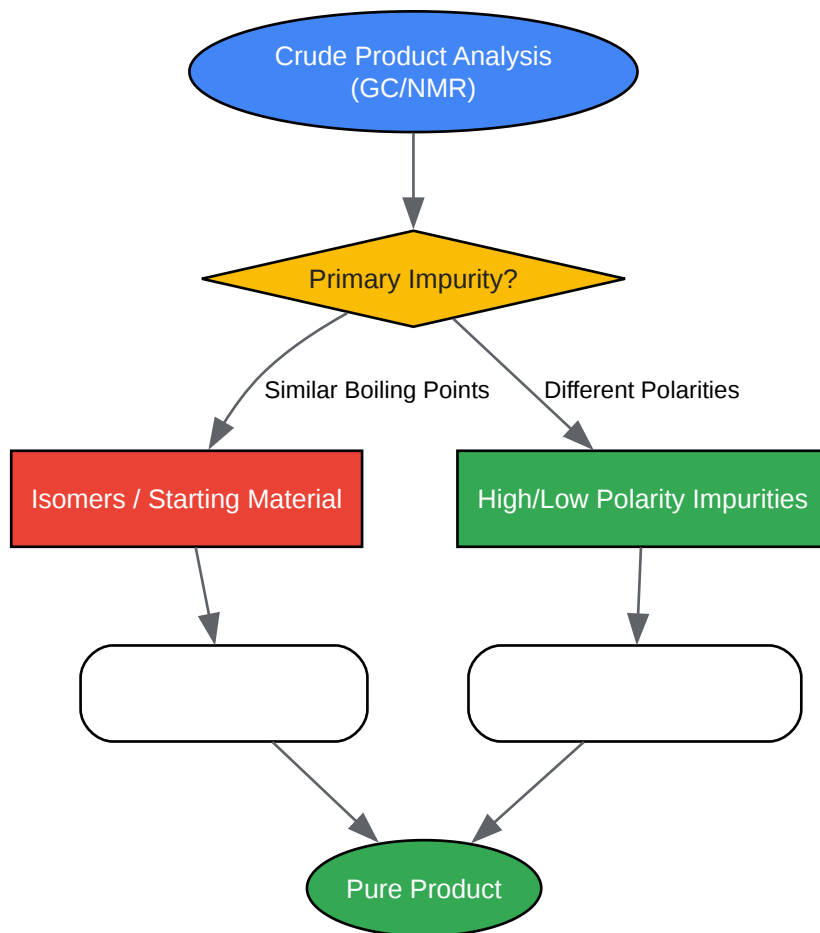 Crude Product Analysis
(GC/NMR)
Primary Impurity?
Similar Boiling Points
Different Polarities
Isomers / Starting Material
High/Low Polarity Impurities
Pure Product